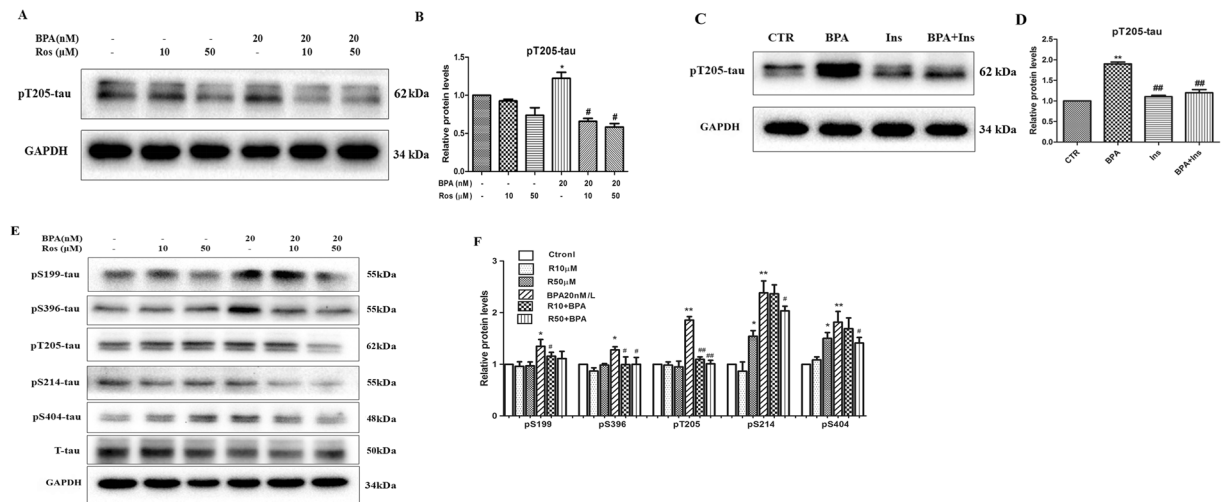 A
BPA(nM) - - - 20 20 20
Ros (μM) - 10 50 - 10 50
pT205-tau 62 kDa
GAPDH 34 kDa
B
pT205-tau
Relative protein levels
1.5
1.0
0.5
0.0
*
#
#
BPA (nM) - - - 20 20 20
Ros (μM) - 10 50 - 10 50
C
CTR BPA Ins BPA+Ins
pT205-tau 62 kDa
GAPDH 34 kDa
D
pT205-tau
Relative protein levels
2.5
2.0
1.5
1.0
0.5
0.0
**
##
##
CTR
BPA
Ins
BPA+Ins
E
BPA(nM) - - - 20 20 20
Ros (μM) - 10 50 - 10 50
pS199-tau 55kDa
pS396-tau 55kDa
pT205-tau 62kDa
pS214-tau 55kDa
pS404-tau 48kDa
T-tau 50kDa
GAPDH 34kDa
F
Relative protein levels
3
2
1
0
Ctronl
R10μM
R50μM
BPA20nM/L
R10+BPA
R50+BPA
* #
* # #
** ## ##
* ** #
* ** #
pS199 pS396 pT205 pS214 pS404